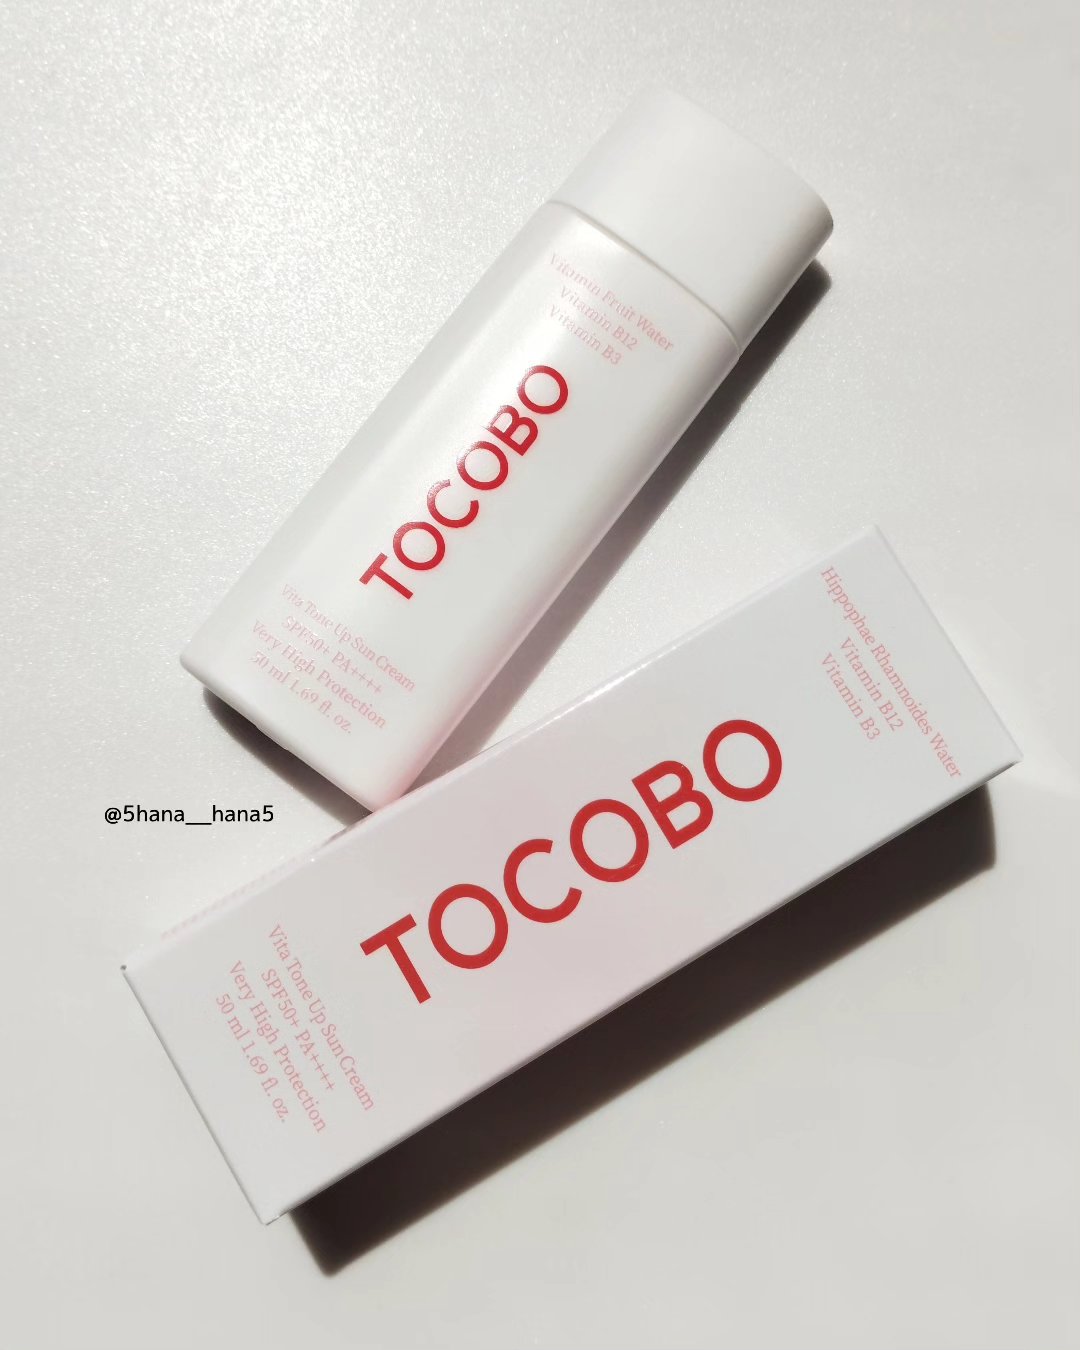 Vitamin Fruit Water
Vitamin B12
Vitamin B3
TOCOBO
Vita Tone Up Sun Cream
SPF50+ PA++++
Very High Protection
50 ml 1.69 fl. oz.
Hippophae Rhamnoides Water
Vitamin B12
Vitamin B3
TOCOBO
Vita Tone Up Sun Cream
SPF50+ PA++++
Very High Protection
50 ml 1.69 fl. oz.
@5hana__hana5